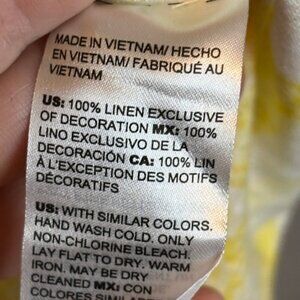 MADE IN VIETNAM/ HECHO
EN VIETNAM/ FABRIQUÉ AU
VIETNAM
US: 100% LINEN EXCLUSIVE
OF DECORATION MX: 100%
LINO EXCLUSIVO DE LA
DECORACIÓN CA: 100% LIN
À L'EXCEPTION DES MOTIFS
DÉCORATIFS
US: WITH SIMILAR COLORS.
HAND WASH COLD. ONLY
NON-CHLORINE BLEACH.
LAY FLAT TO DRY. WARM
IRON. MAY BE DRY
CLEANED MX: CON
COLORES SIMILARES